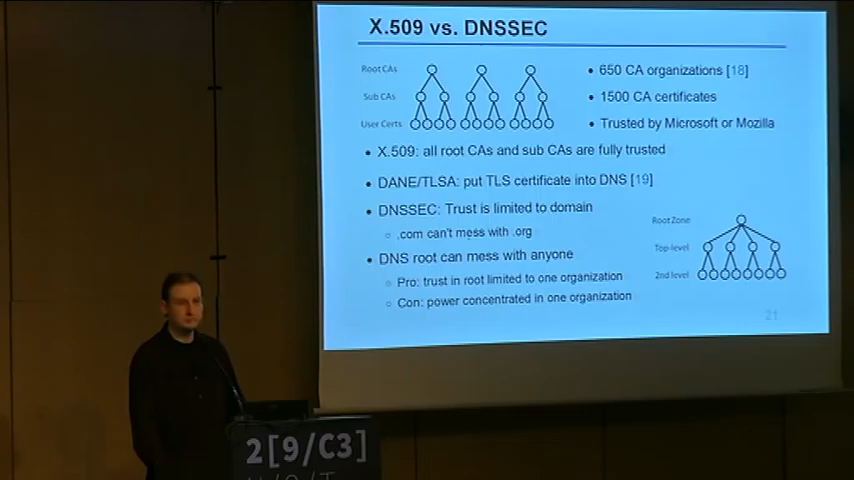 X.509 vs. DNSSEC
Root CAs
Sub CAs
User Certs
• 650 CA organizations [18]
• 1500 CA certificates
• Trusted by Microsoft or Mozilla
• X.509: all root CAs and sub CAs are fully trusted
• DANE/TLSA: put TLS certificate into DNS [19]
• DNSSEC: Trust is limited to domain
○ .com can't mess with .org
• DNS root can mess with anyone
○ Pro: trust in root limited to one organization
○ Con: power concentrated in one organization
Root Zone
Top-level
2nd level
21
2[9/C3]